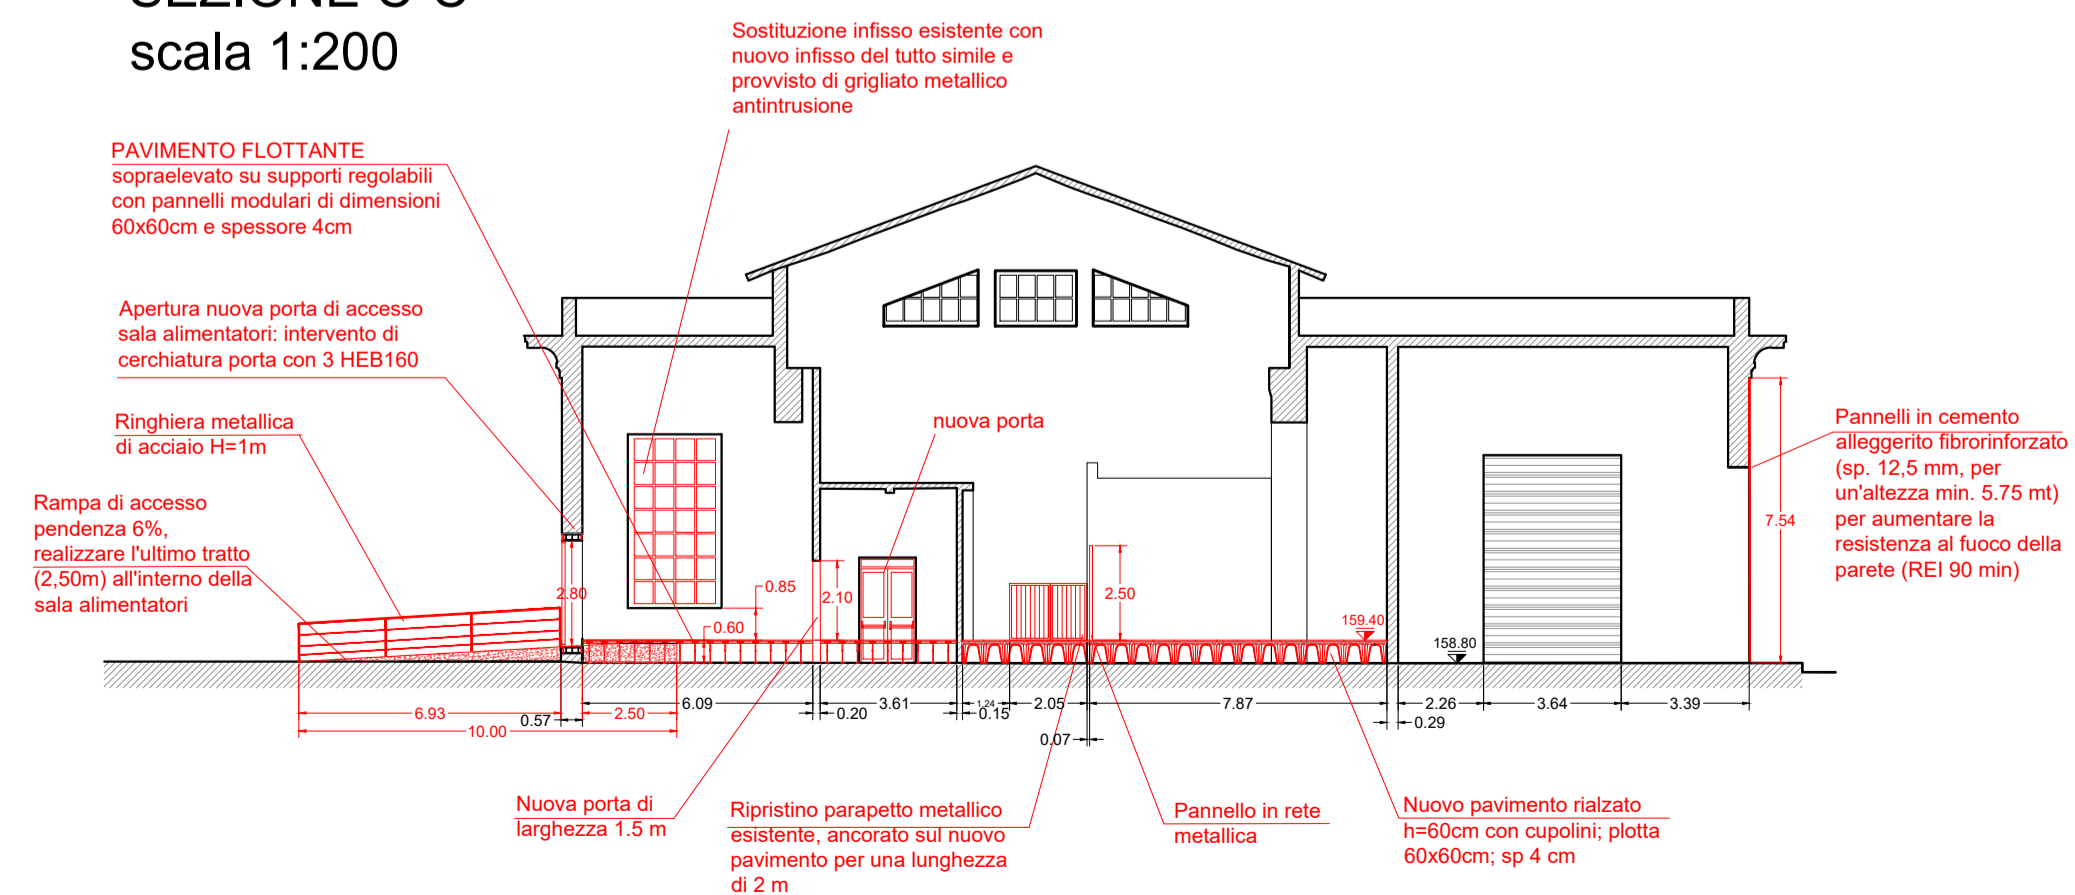 scala 1:200
Sostituzione infisso esistente con
nuovo infisso del tutto simile e
provvisto di grigliato metallico
antintrusione
PAVIMENTO FLOTTANTE
sopraelevato su supporti regolabili
con pannelli modulari di dimensioni
60x60cm e spessore 4cm
Apertura nuova porta di accesso
sala alimentatori: intervento di
cerchiatura porta con 3 HEB160
Ringhiera metallica
di acciaio H=1m
Rampa di accesso
pendenza 6%,
realizzare l'ultimo tratto
(2,50m) all'interno della
sala alimentatori
nuova porta
Pannelli in cemento
alleggerito fibrorinforzato
(sp. 12,5 mm, per
un'altezza min. 5.75 mt)
per aumentare la
resistenza al fuoco della
parete (REI 90 min)
7.54
2.80
0.85
2.10
0.60
2.50
159.40
158.80
6.93
0.57
2.50
10.00
6.09
0.20
3.61
0.15
1.24
2.05
0.07
7.87
0.29
2.26
3.64
3.39
Nuova porta di
larghezza 1.5 m
Ripristino parapetto metallico
esistente, ancorato sul nuovo
pavimento per una lunghezza
di 2 m
Pannello in rete
metallica
Nuovo pavimento rialzato
h=60cm con cupolini; plotta
60x60cm; sp 4 cm